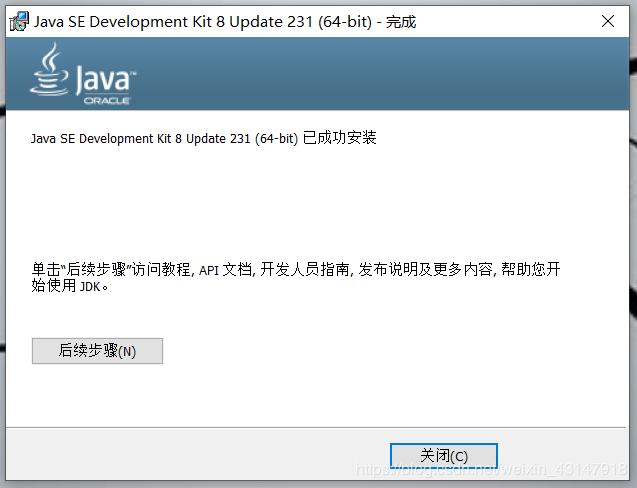 Java SE Development Kit 8 Update 231 (64-bit) - 完成
Java™
ORACLE
Java SE Development Kit 8 Update 231 (64-bit) 已成功安装
单击“后续步骤”访问教程, API 文档, 开发人员指南, 发布说明及更多内容, 帮助您开
始使用 JDK。
后续步骤(N)
关闭(C)
https://blog.csdn.net/weixin_43147918